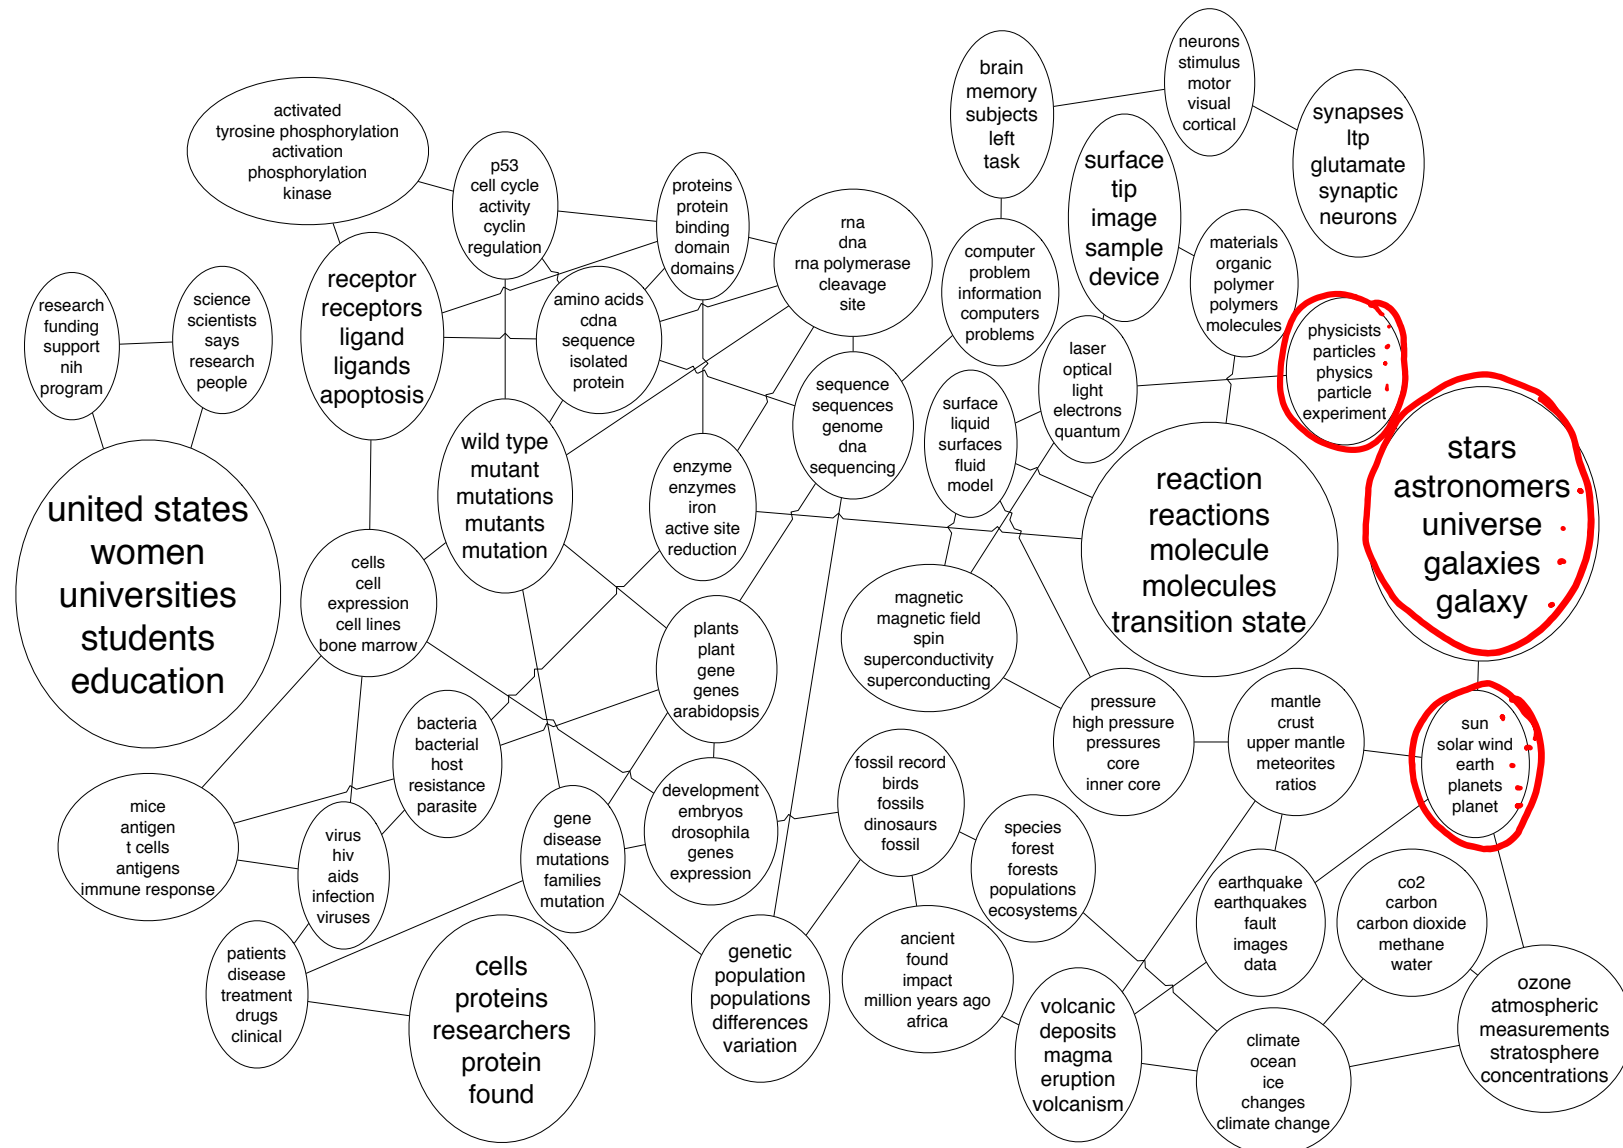 neurons
stimulus
motor
visual
cortical
brain
memory
subjects
left
task
synapses
ltp
glutamate
synaptic
neurons
activated
tyrosine phosphorylation
activation
phosphorylation
kinase
p53
cell cycle
activity
cyclin
regulation
proteins
protein
binding
domain
domains
surface
tip
image
sample
device
rna
dna
rna polymerase
cleavage
site
computer
problem
information
computers
problems
materials
organic
polymer
polymers
molecules
research
funding
support
nih
program
science
scientists
says
research
people
receptor
receptors
ligand
ligands
apoptosis
amino acids
cdna
sequence
isolated
protein
physicists
particles
physics
particle
experiment
laser
optical
light
electrons
quantum
sequence
sequences
genome
dna
sequencing
surface
liquid
surfaces
fluid
model
wild type
mutant
mutations
mutants
mutation
enzyme
enzymes
iron
active site
reduction
reaction
reactions
molecule
molecules
transition state
stars
astronomers
universe
galaxies
galaxy
united states
women
universities
students
education
cells
cell
expression
cell lines
bone marrow
plants
plant
gene
genes
arabidopsis
magnetic
magnetic field
spin
superconductivity
superconducting
pressure
high pressure
pressures
core
inner core
mantle
crust
upper mantle
meteorites
ratios
sun
solar wind
earth
planets
planet
bacteria
bacterial
host
resistance
parasite
mice
antigen
t cells
antigens
immune response
virus
hiv
aids
infection
viruses
gene
disease
mutations
families
mutation
development
embryos
drosophila
genes
expression
fossil record
birds
fossils
dinosaurs
fossil
species
forest
forests
populations
ecosystems
earthquake
earthquakes
fault
images
data
co2
carbon
carbon dioxide
methane
water
patients
disease
treatment
drugs
clinical
cells
proteins
researchers
protein
found
genetic
population
populations
differences
variation
ancient
found
impact
million years ago
africa
volcanic
deposits
magma
eruption
volcanism
climate
ocean
ice
changes
climate change
ozone
atmospheric
measurements
stratosphere
concentrations